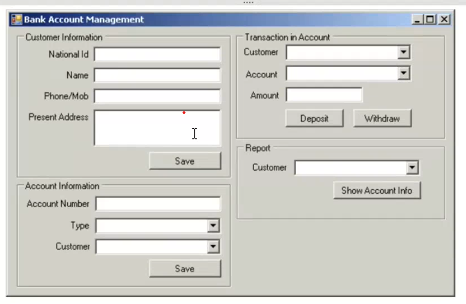 Bank Account Management
Customer Information
National Id
Name
Phone/Mob
Present Address
Save
Account Information
Account Number
Type
Customer
Save
Transaction in Account
Customer
Account
Amount
Deposit Withdraw
Report
Customer
Show Account Info